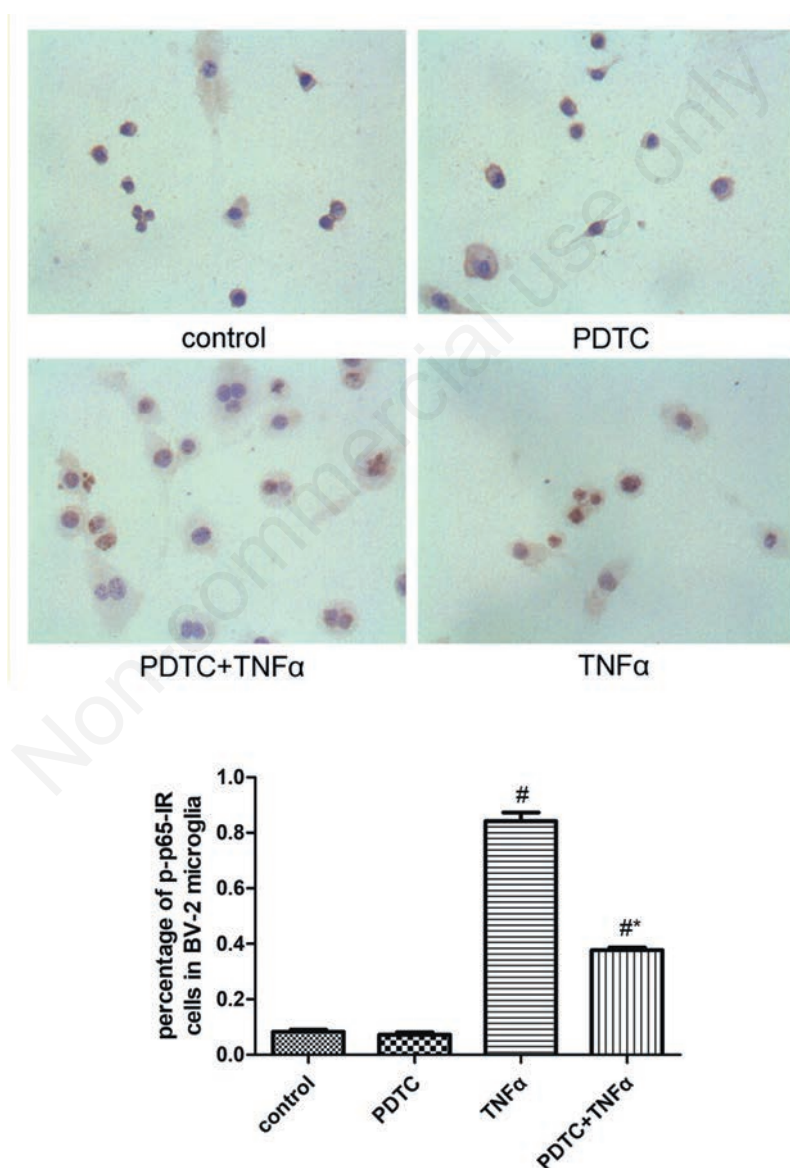 control
PDTC
PDTC+TNFα
TNFα
Non-commercial use only
percentage of p-p65-IR
cells in BV-2 microglia
1.0
0.8
0.6
0.4
0.2
0.0
#
#*
control
PDTC
TNFα
PDTC+TNFα